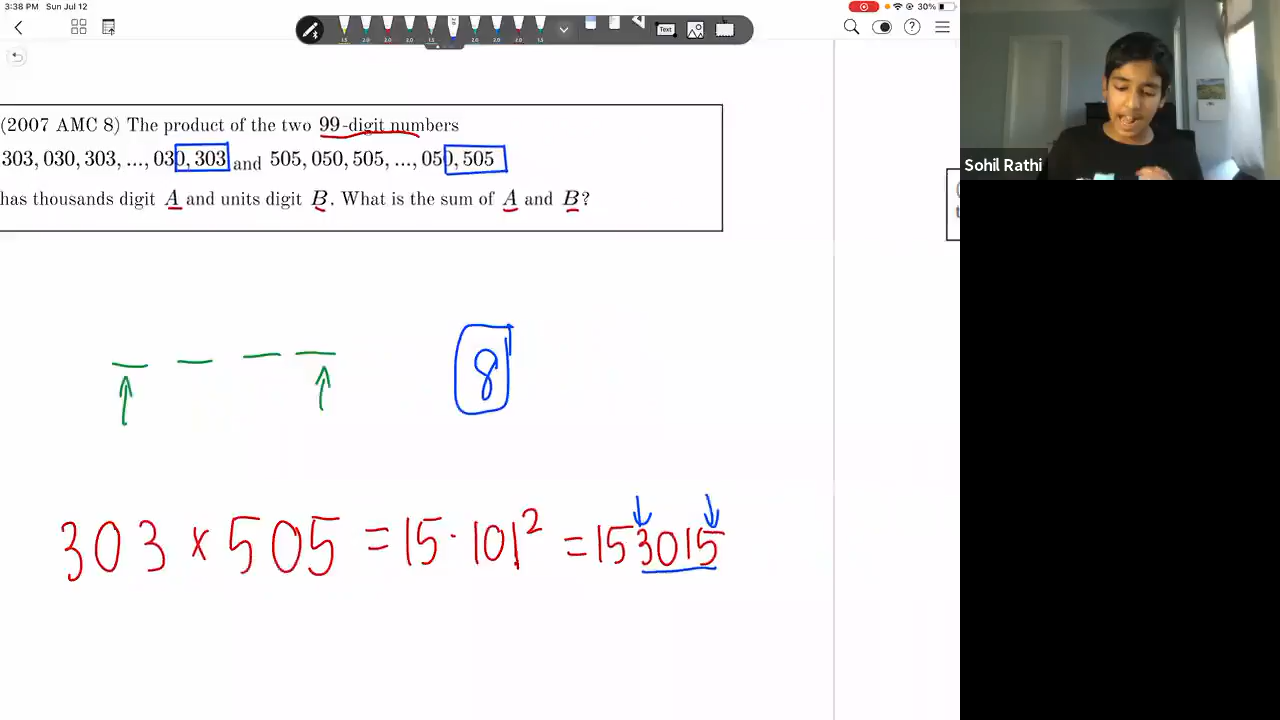 3:38 PM Sun Jul 12
30%
Text
(2007 AMC 8) The product of the two 99-digit numbers
303, 030, 303, ..., 030, 303 and 505, 050, 505, ..., 050, 505
has thousands digit A and units digit B. What is the sum of A and B?
Sohil Rathi
8
303 × 505 = 15 · 101² = 153015